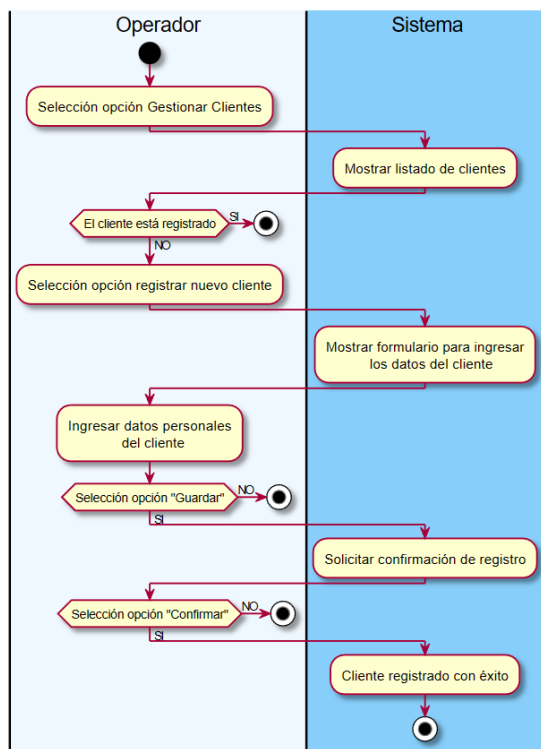 Operador
Sistema
Selección opción Gestionar Clientes
Mostrar listado de clientes
El cliente está registrado
SI
NO
Selección opción registrar nuevo cliente
Mostrar formulario para ingresar
los datos del cliente
Ingresar datos personales
del cliente
Selección opción "Guardar"
NO
SI
Solicitar confirmación de registro
Selección opción "Confirmar"
NO
SI
Cliente registrado con éxito